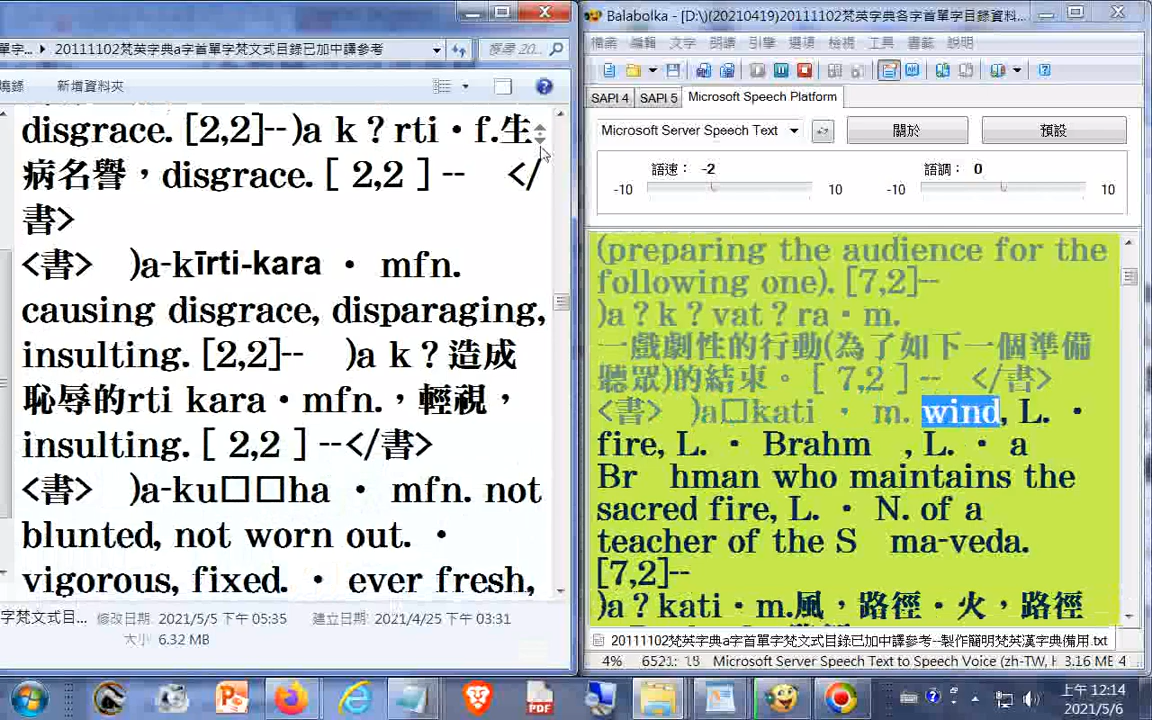 單字... ▸ 20111102梵英字典a字首單字梵文式目錄已加中譯參考
搜尋 20...
燒錄 新增資料夾
disgrace. [2,2]-- )a k ? rti・f.生
病名譽，disgrace. [ 2,2 ] -- </
書>
<書> )a-kīrti-kara ・ mfn.
causing disgrace, disparaging,
insulting. [2,2]-- )a k ? 造成
恥辱的rti kara・mfn.，輕視，
insulting. [ 2,2 ] --</書>
<書> )a-ku□□ha ・ mfn. not
blunted, not worn out. ・
vigorous, fixed. ・ ever fresh,
字梵文式目... 修改日期: 2021/5/5 下午 05:35 建立日期: 2021/4/25 下午 03:31
大小: 6.32 MB
Balabolka - [D:\)(20210419)20111102梵英字典各字首單字目錄資料...
檔案 編輯 文字 朗讀 引擎 選項 檢視 工具 書籤 說明
SAPI 4 SAPI 5 Microsoft Speech Platform
Microsoft Server Speech Text 關於 預設
語速： -2 語調： 0
-10 10 -10 10
(preparing the audience for the
following one). [7,2]--
)a ? k ? vat ? ra・m.
一戲劇性的行動(為了如下一個準備
聽眾)的結束。 [ 7,2 ] -- </書>
<書> )a□kati ・ m. wind, L. ・
fire, L. ・ Brahm , L. ・ a
Br hman who maintains the
sacred fire, L. ・ N. of a
teacher of the S ma-veda.
[7,2]--
)a ? kati・m.風，路徑・火，路徑
20111102梵英字典a字首單字梵文式目錄已加中譯參考--製作簡明梵英漢字典備用.txt
4% 6521: 18 Microsoft Server Speech Text to Speech Voice (zh-TW, H 3.16 ME 4
上午 12:14
2021/5/6